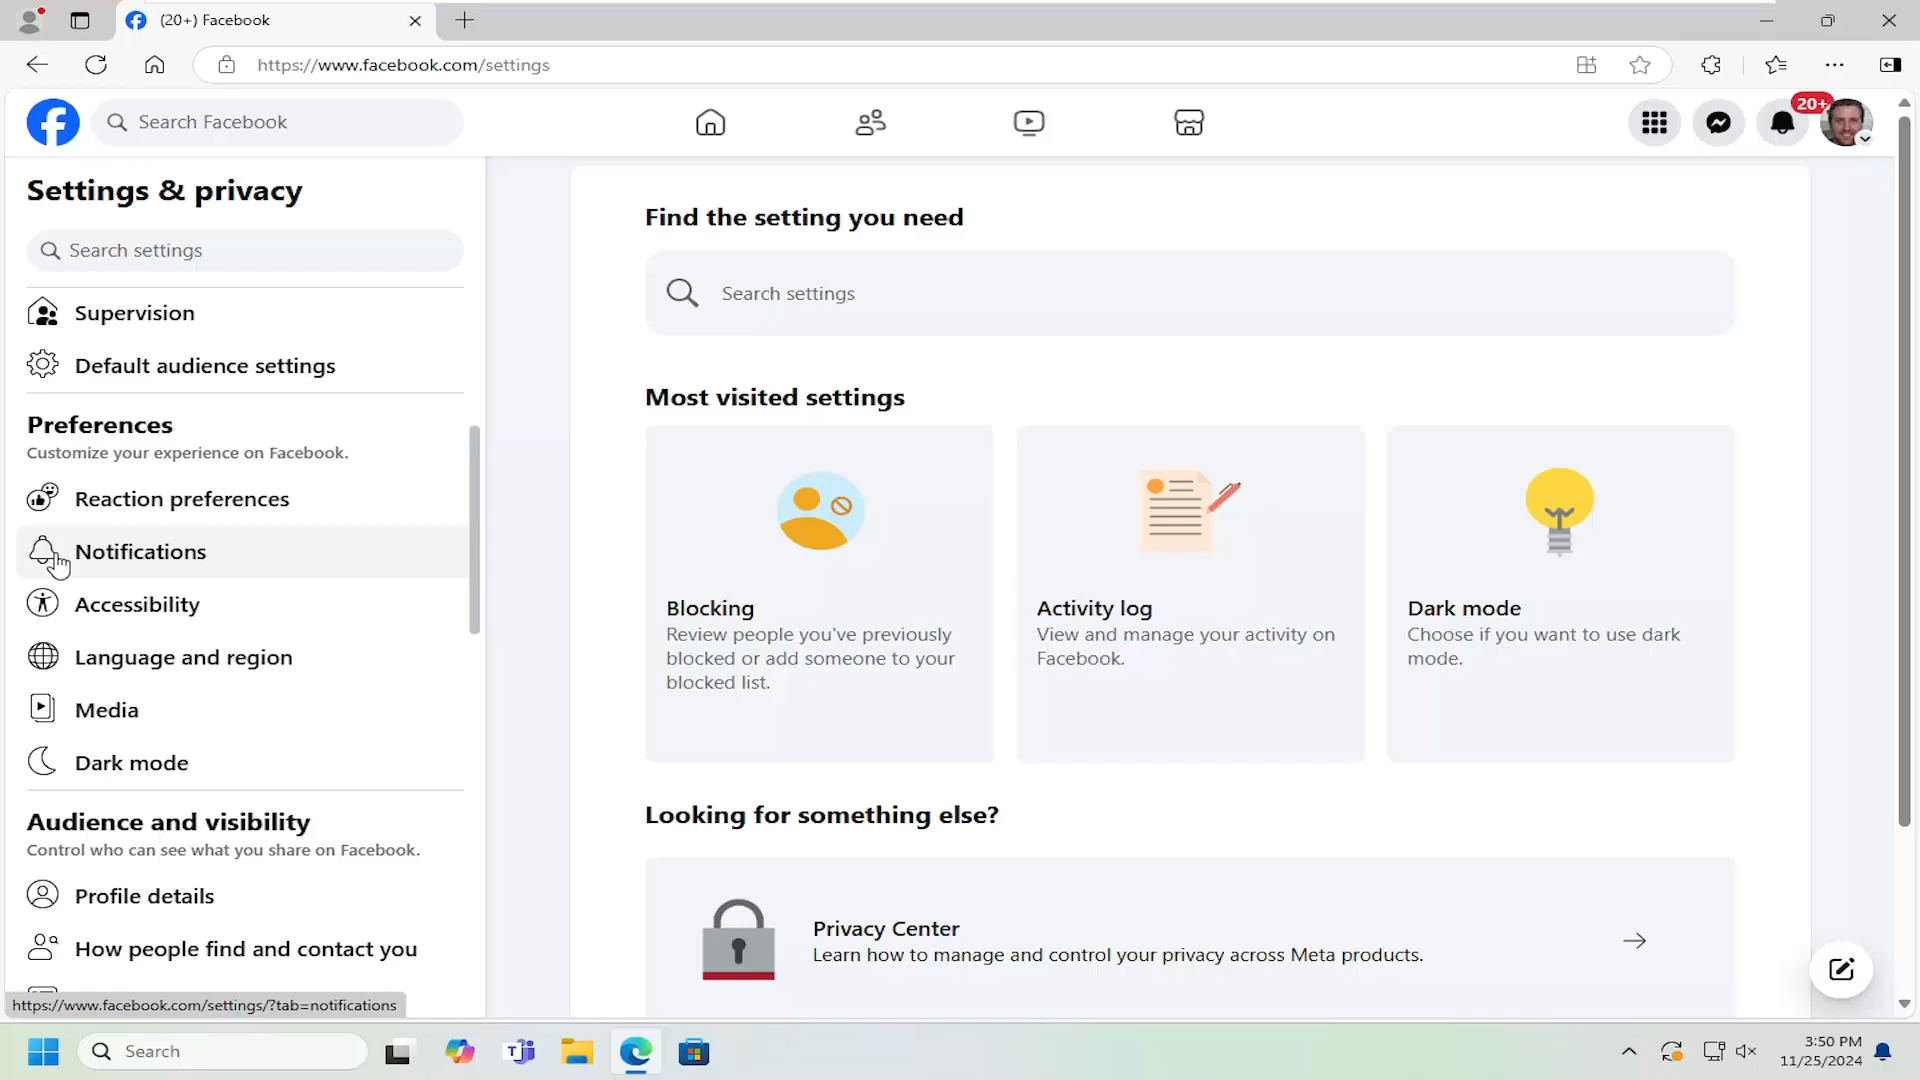 (20+) Facebook
https://www.facebook.com/settings
Search Facebook
20+
Settings & privacy
Search settings
Supervision
Default audience settings
Preferences
Customize your experience on Facebook.
Reaction preferences
Notifications
Accessibility
Language and region
Media
Dark mode
Audience and visibility
Control who can see what you share on Facebook.
Profile details
How people find and contact you
https://www.facebook.com/settings/?tab=notifications
Find the setting you need
Search settings
Most visited settings
Blocking
Review people you've previously
blocked or add someone to your
blocked list.
Activity log
View and manage your activity on
Facebook.
Dark mode
Choose if you want to use dark
mode.
Looking for something else?
Privacy Center
Learn how to manage and control your privacy across Meta products.
Search
3:50 PM
11/25/2024